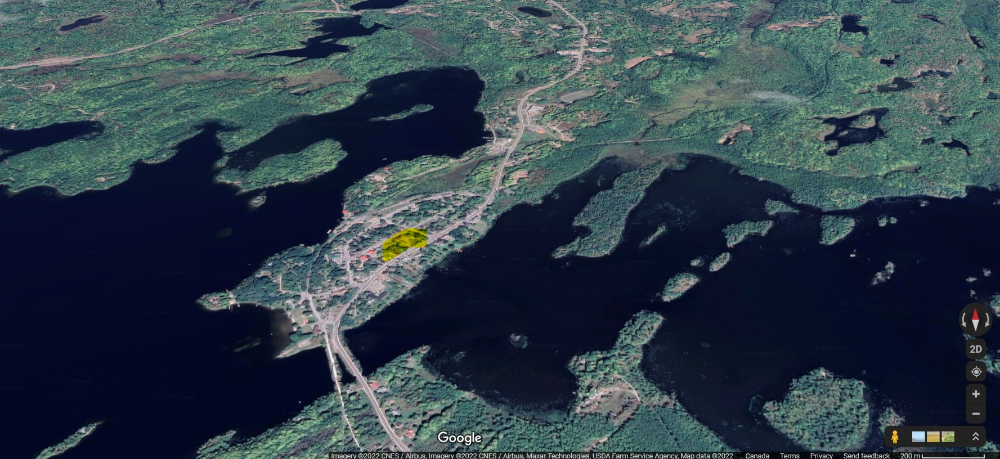 2D
Google
Imagery ©2022 CNES / Airbus, Imagery ©2022 CNES / Airbus, Maxar Technologies, USDA Farm Service Agency, Map data ©2022 Canada Terms Privacy Send feedback 200 m